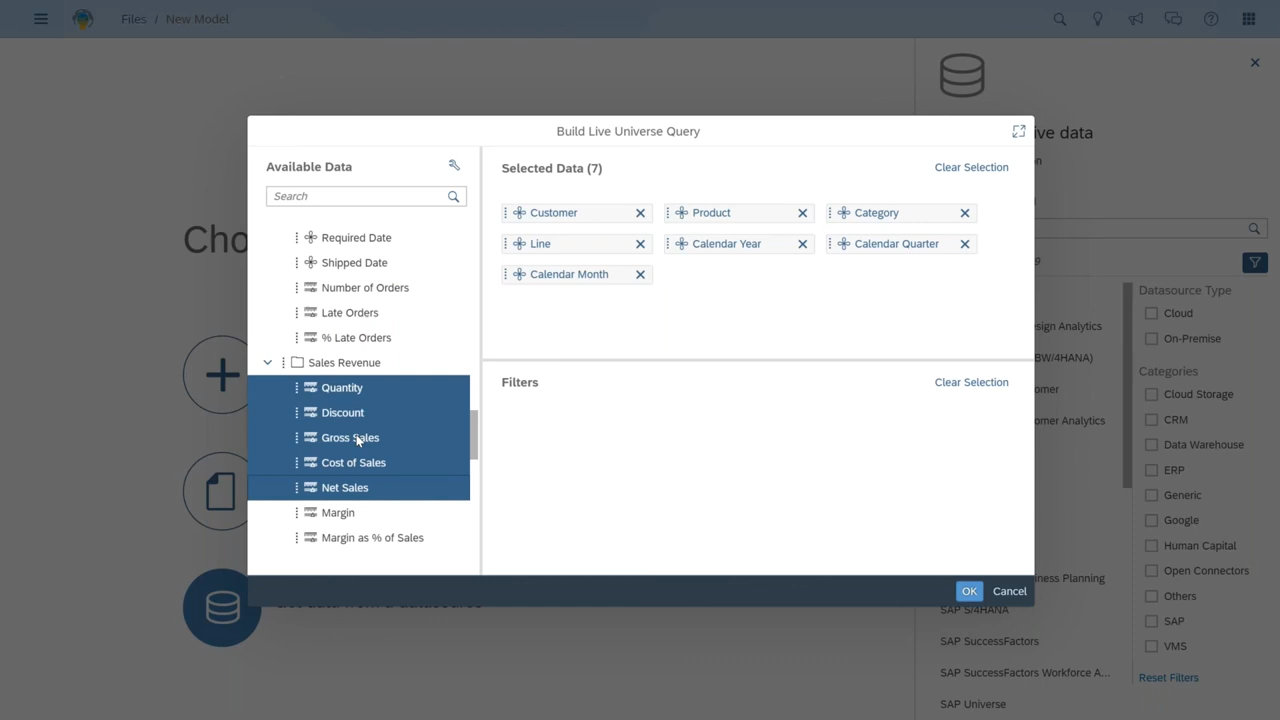 Files / New Model
ive data
on
Build Live Universe Query
Available Data
Search
Required Date
Shipped Date
Number of Orders
Late Orders
% Late Orders
Sales Revenue
Quantity
Discount
Gross Sales
Cost of Sales
Net Sales
Margin
Margin as % of Sales
Selected Data (7)
Clear Selection
Customer
Product
Category
Line
Calendar Year
Calendar Quarter
Calendar Month
Filters
Clear Selection
OK
Cancel
Cho
esign Analytics
BW/4HANA)
omer
omer Analytics
iness Planning
SAP S/4HANA
SAP SuccessFactors
SAP SuccessFactors Workforce A...
SAP Universe
Datasource Type
Cloud
On-Premise
Categories
Cloud Storage
CRM
Data Warehouse
ERP
Generic
Google
Human Capital
Open Connectors
Others
SAP
VMS
Reset Filters